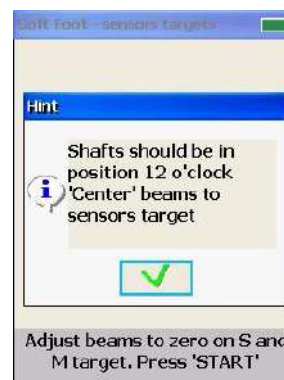 Soft Foot - sensors targets
Hint
Shafts should be in
position 12 o'clock
'Center' beams to
sensors target
Adjust beams to zero on S and
M target. Press 'START'